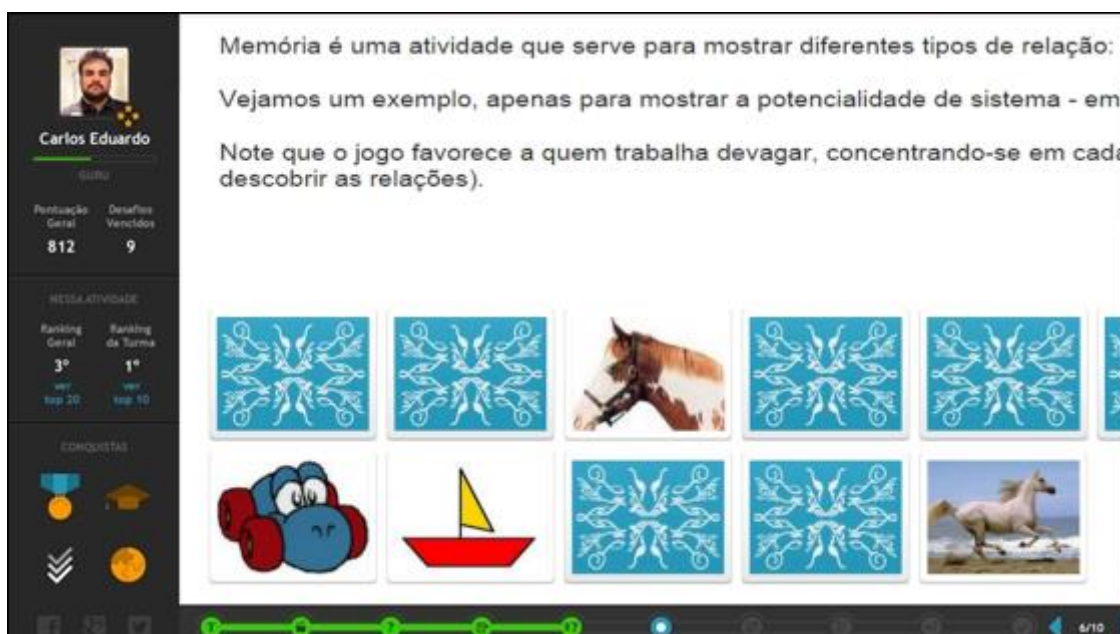 Carlos Eduardo
GURU
Pontuação Geral
Desafios Vencidos
812
9
NESSA ATIVIDADE
Ranking Geral
Ranking da Turma
3º
1º
ver top 20
ver top 10
CONQUISTAS
Memória é uma atividade que serve para mostrar diferentes tipos de relação:
Vejamos um exemplo, apenas para mostrar a potencialidade de sistema - em
Note que o jogo favorece a quem trabalha devagar, concentrando-se em cada
descobrir as relações).
6/10